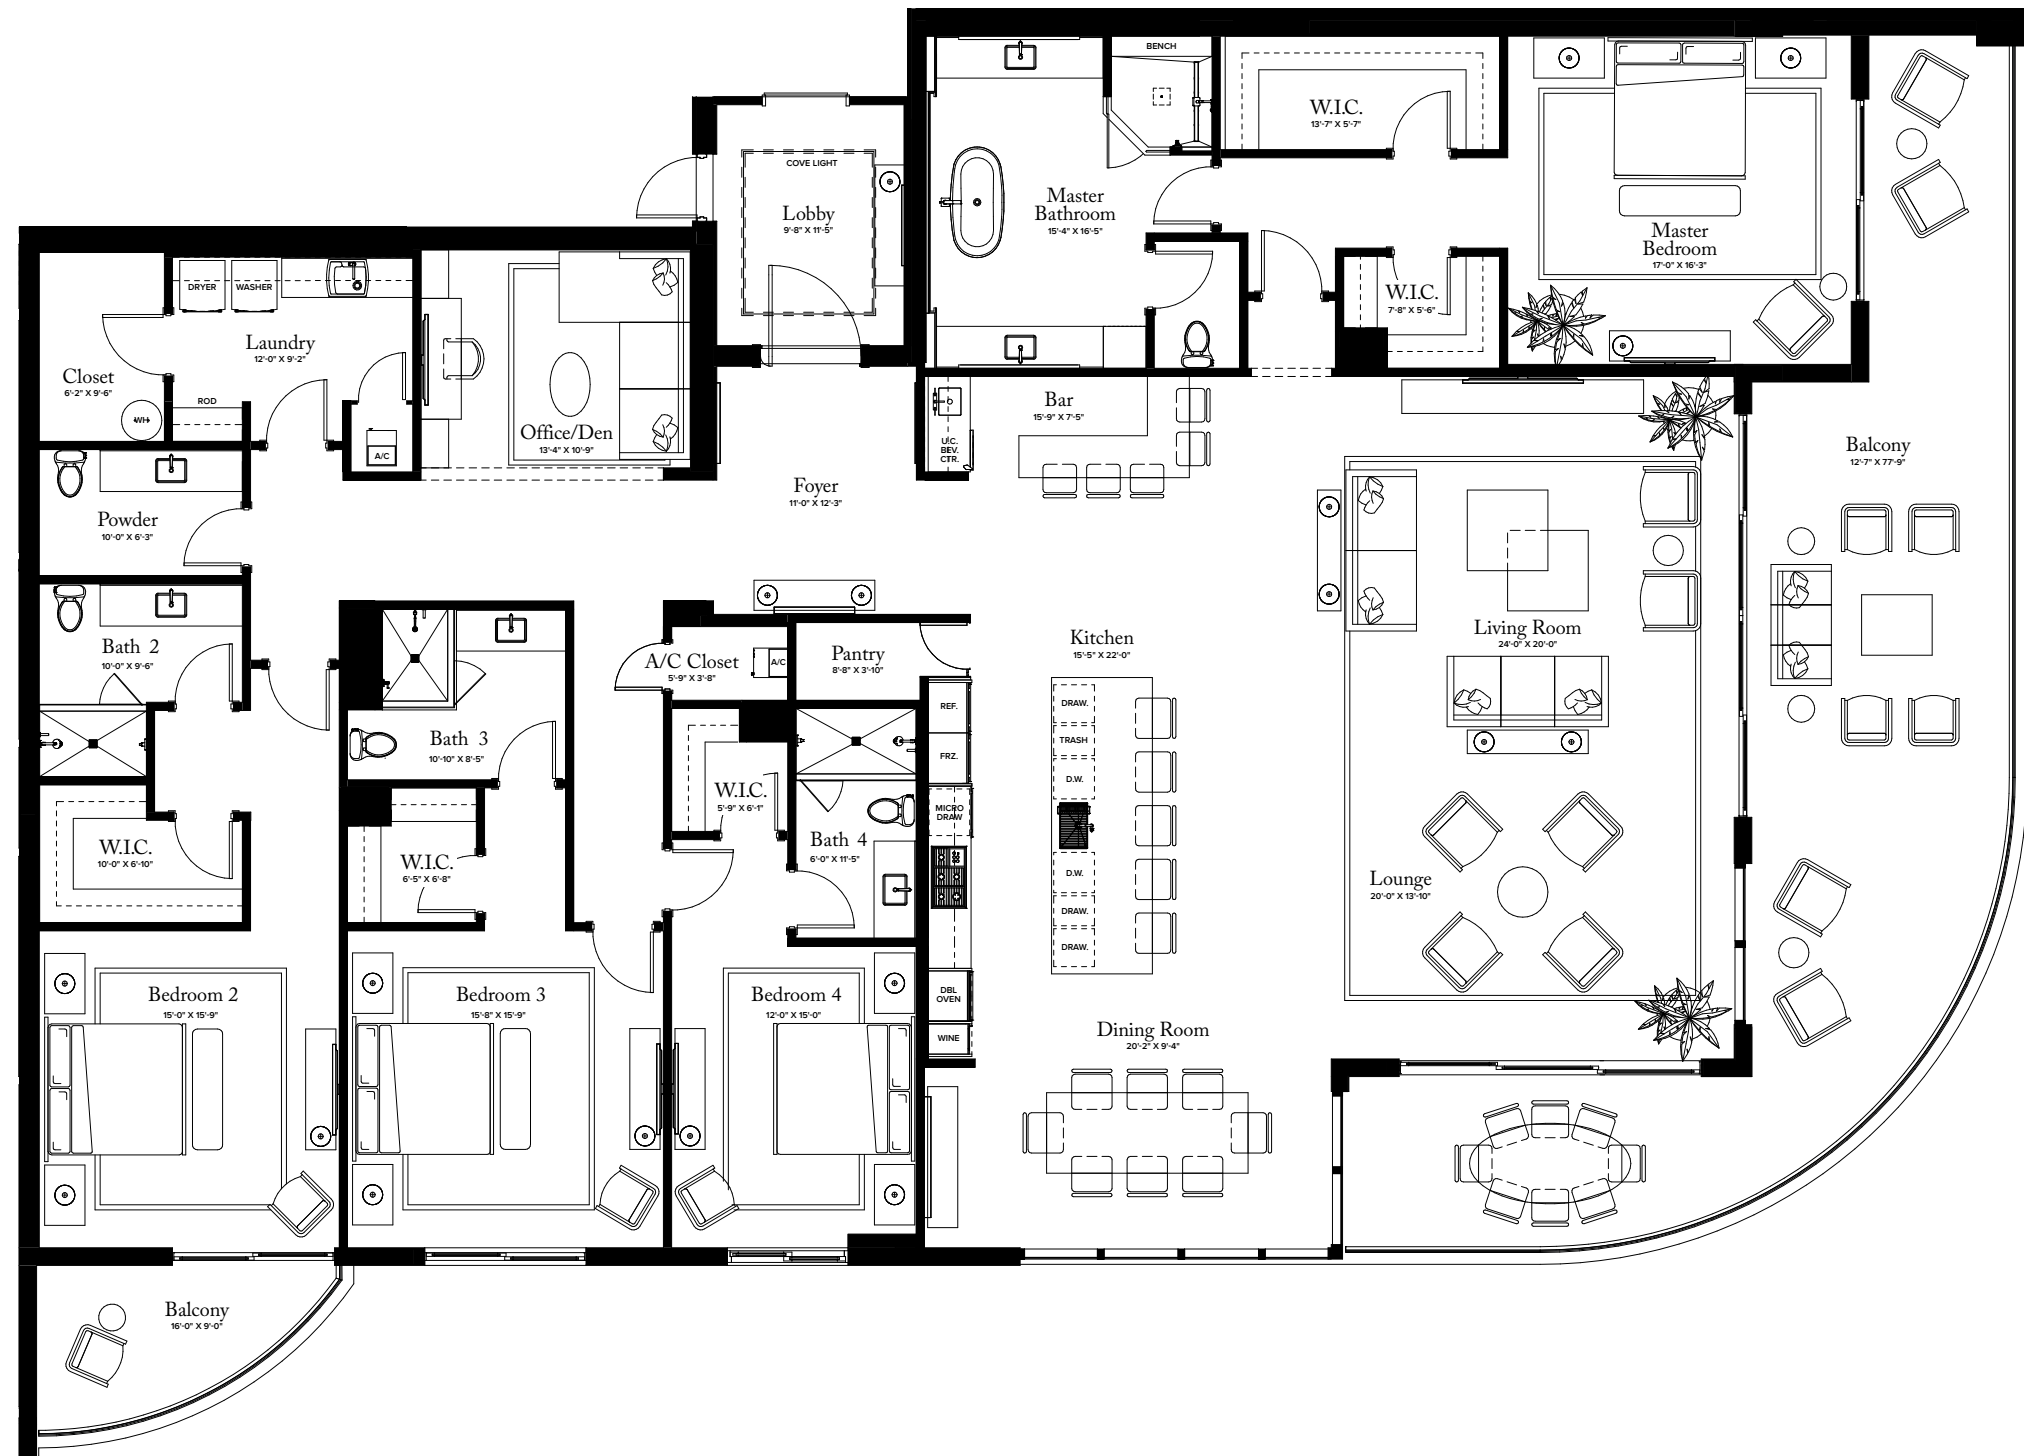 BENCH
W.I.C.
13'-7" X 5'-7"
COVE LIGHT
Lobby
9'-8" X 11'-5"
Master
Bathroom
15'-4" X 16'-5"
Master
Bedroom
17'-0" X 16'-3"
W.I.C.
7'-8" X 5'-6"
DRYER
WASHER
Laundry
12'-0" X 9'-2"
Closet
6'-2" X 9'-6"
WH
ROD
A/C
Office/Den
13'-4" X 10'-9"
Bar
15'-9" X 7'-5"
U.C.
BEV.
CTR.
Balcony
12'-7" X 77'-9"
Foyer
11'-0" X 12'-3"
Powder
10'-0" X 6'-3"
Bath 2
10'-0" X 9'-6"
A/C Closet
5'-9" X 3'-8"
A/C
Pantry
8'-8" X 3'-10"
Kitchen
15'-5" X 22'-0"
Living Room
24'-0" X 20'-0"
REF.
FRZ.
DRAW.
TRASH
D.W.
Bath 3
10'-10" X 8'-5"
W.I.C.
5'-9" X 6'-1"
MICRO
DRAW
Bath 4
6'-0" X 11'-5"
W.I.C.
10'-0" X 6'-10"
W.I.C.
6'-5" X 6'-8"
D.W.
DRAW.
DRAW.
Lounge
20'-0" X 13'-10"
Bedroom 2
15'-0" X 15'-9"
Bedroom 3
15'-8" X 15'-9"
Bedroom 4
12'-0" X 15'-0"
DBL
OVEN
WINE
Dining Room
20'-2" X 9'-4"
Balcony
16'-0" X 9'-0"